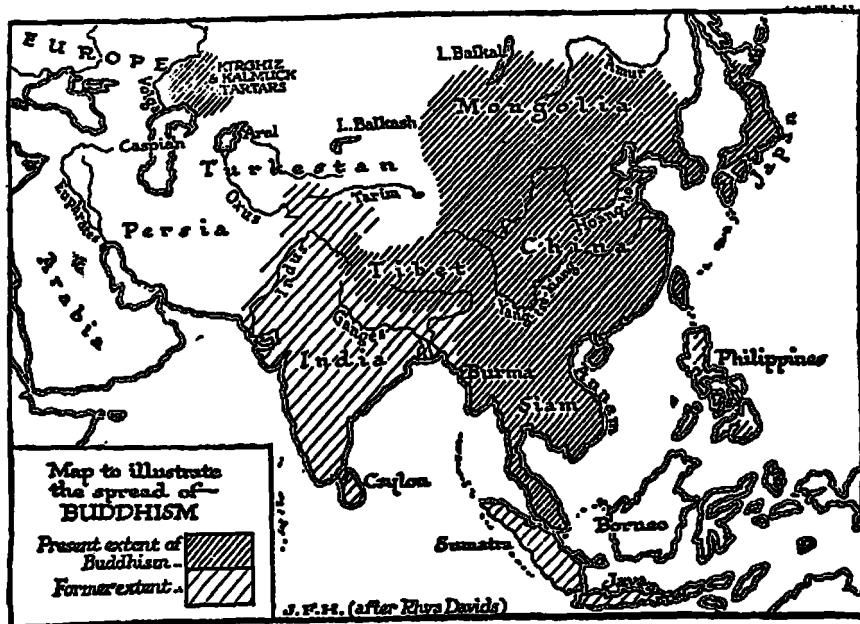 EUROPE
KIRGHIZ
& KALMUCK
TARTARS
Volga
L. Baikal
Amur
Mongolia
Japan
Caspian
Aral
L. Balkash
Turkestan
Oxus
Tarim
Hoang-ho
Euphrates
Persia
China
Arabia
Indus
Tibet
Yang-tse-kiang
Ganges
India
Burma
Siam
Annam
Philippines
Ceylon
Sumatra
Borneo
Java
Map to illustrate
the spread of
BUDDHISM
Present extent of
Buddhism
Former extent
J.F.H. (after Rhys Davids)